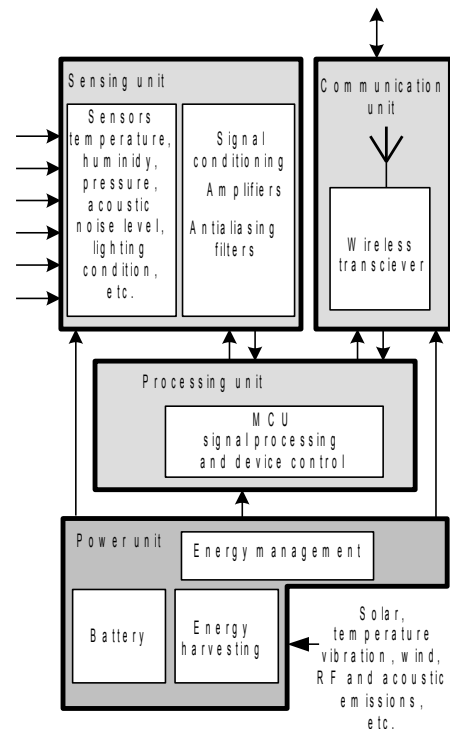 Sensing unit
Sensors
temperature,
huminidy,
pressure,
acoustic
noise level,
lighting
condition,
etc.
Signal
conditioning
Amplifiers
Antialiasing
filters
Communication
unit
Wireless
transciever
Processing unit
MCU
signal processing
and device control
Power unit
Energy management
Battery
Energy
harvesting
Solar,
temperature
vibration, wind,
RF and acoustic
emissions,
etc.